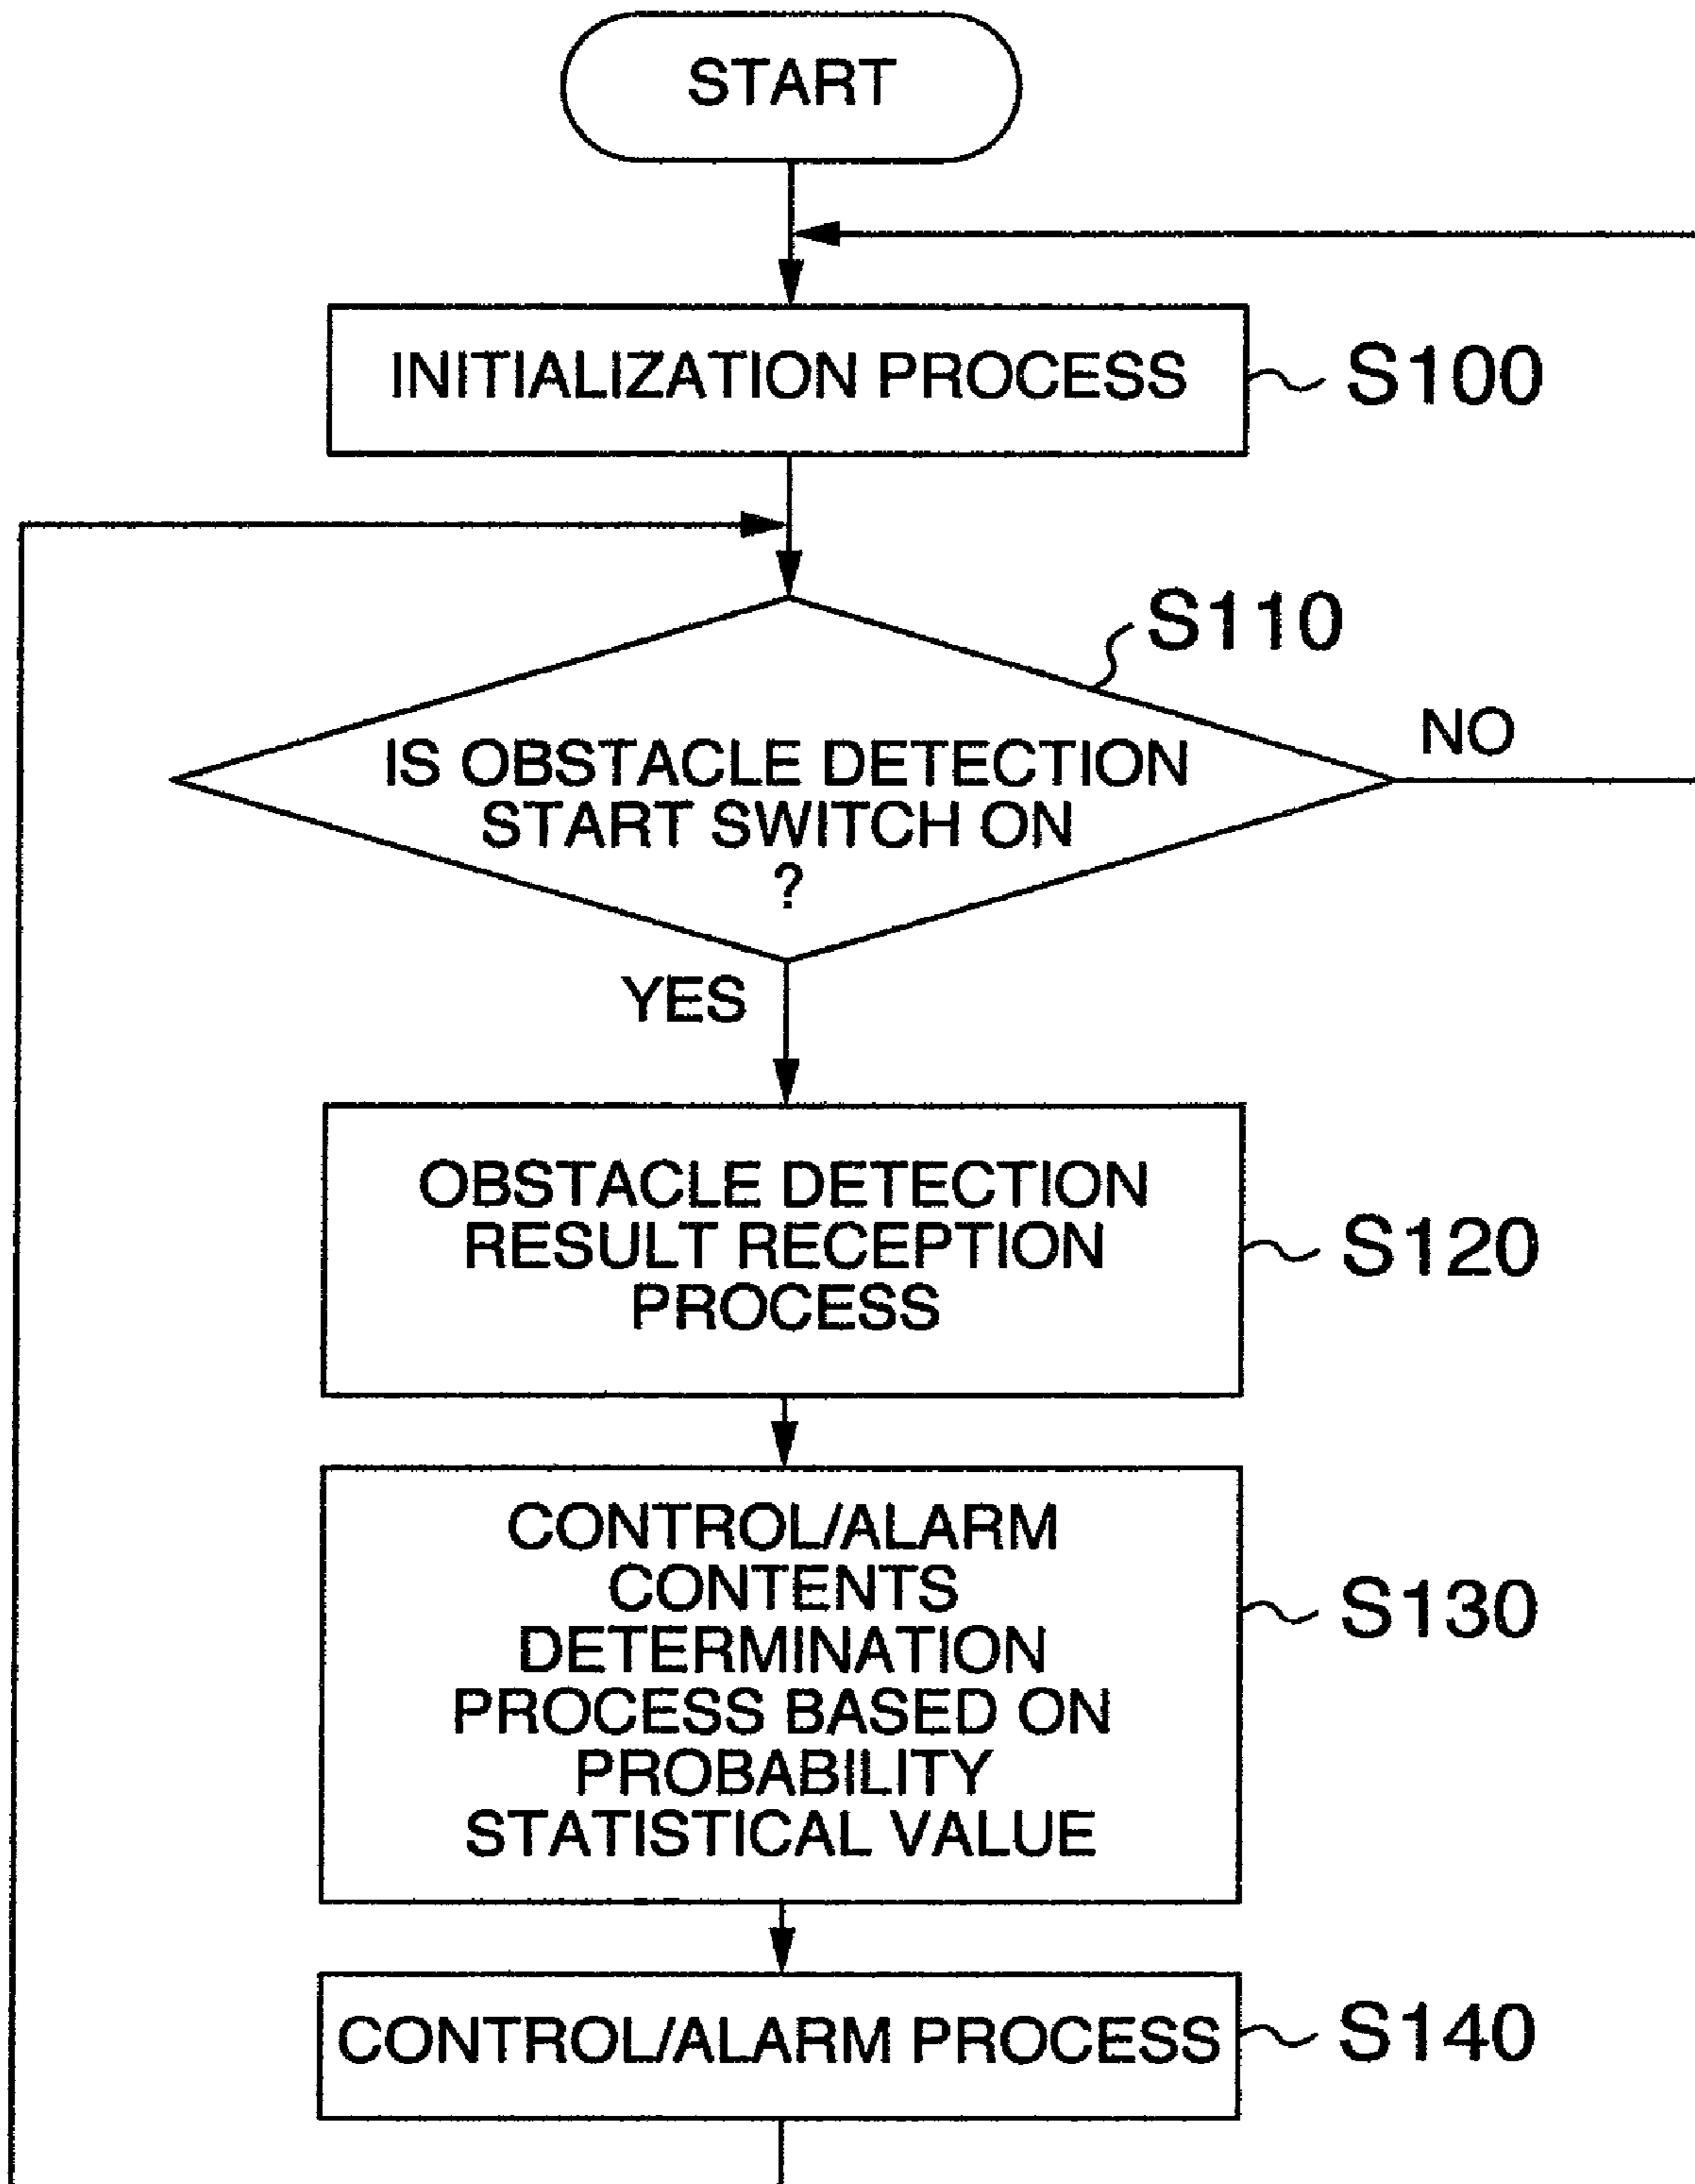 START
INITIALIZATION PROCESS
S100
S110
IS OBSTACLE DETECTION
START SWITCH ON
?
NO
YES
OBSTACLE DETECTION
RESULT RECEPTION
PROCESS
S120
CONTROL/ALARM
CONTENTS
DETERMINATION
PROCESS BASED ON
PROBABILITY
STATISTICAL VALUE
S130
CONTROL/ALARM PROCESS
S140